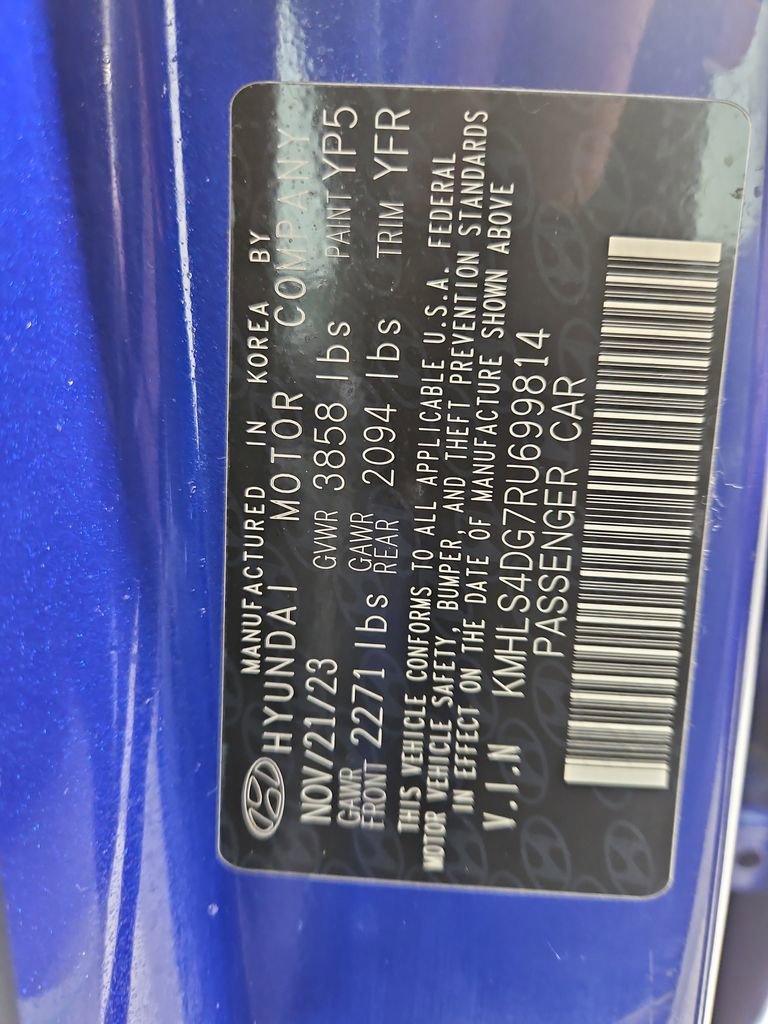 MANUFACTURED IN KOREA BY
HYUNDAI MOTOR COMPANY
NOV/21/23 GVWR 3858 lbs PAINT YP5
GAWR FRONT 2271 lbs GAWR REAR 2094 lbs TRIM YFR
THIS VEHICLE CONFORMS TO ALL APPLICABLE U.S.A. FEDERAL
MOTOR VEHICLE SAFETY, BUMPER, AND THEFT PREVENTION STANDARDS
IN EFFECT ON THE DATE OF MANUFACTURE SHOWN ABOVE
V.I.N KMHLS4DG7RU699814
PASSENGER CAR